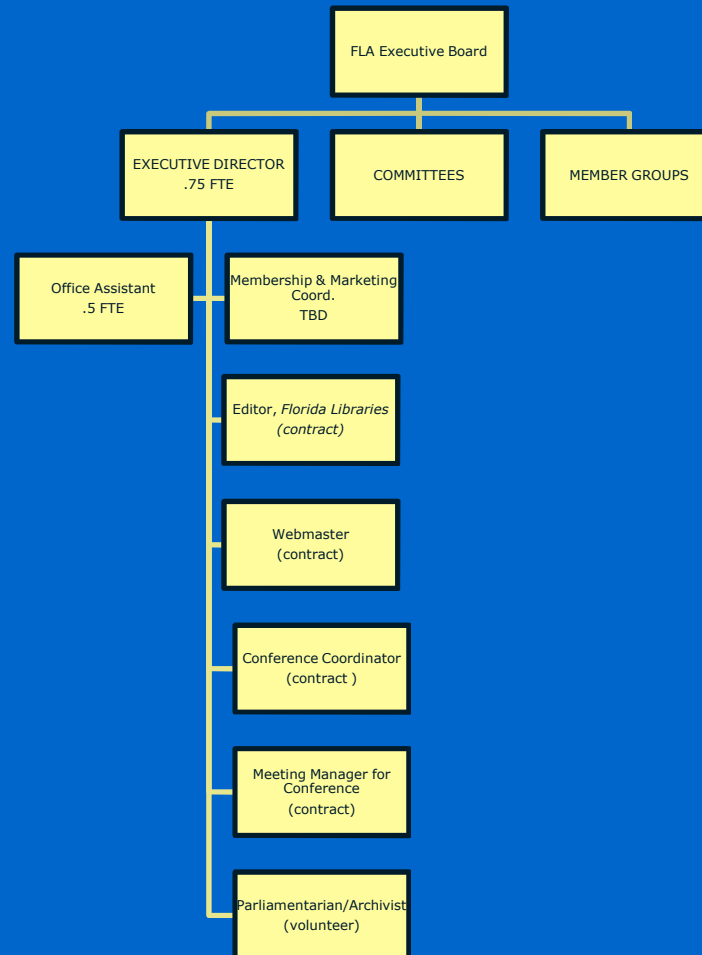 FLA Executive Board
EXECUTIVE DIRECTOR
.75 FTE
COMMITTEES
MEMBER GROUPS
Office Assistant
.5 FTE
Membership & Marketing
Coord.
TBD
Editor, Florida Libraries
(contract)
Webmaster
(contract)
Conference Coordinator
(contract )
Meeting Manager for
Conference
(contract)
Parliamentarian/Archivist
(volunteer)